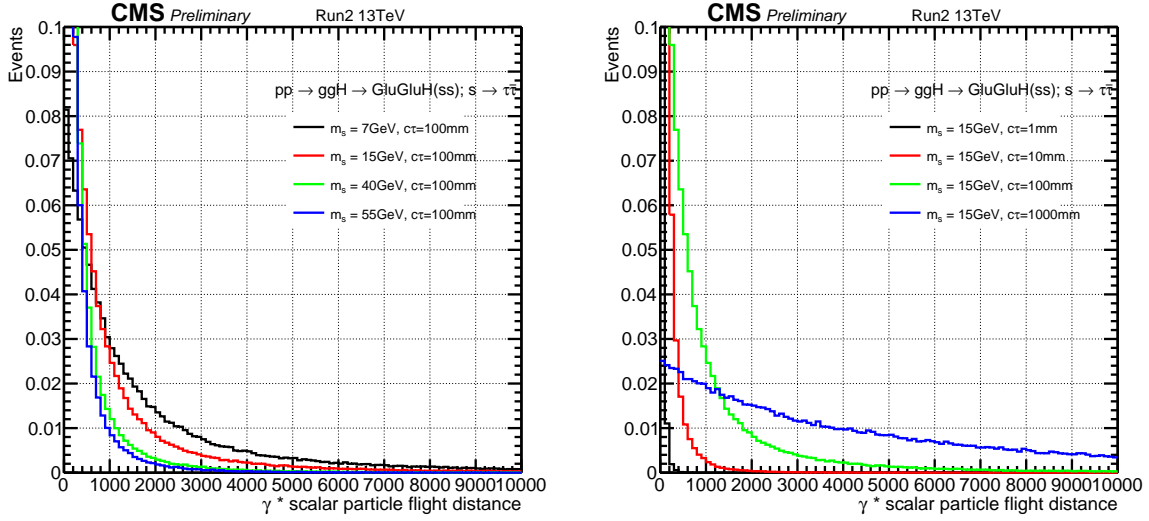 CMS Preliminary Run2 13TeV
Events
0.1
0.09
0.08
0.07
0.06
0.05
0.04
0.03
0.02
0.01
0
pp → ggH → GluGluH(ss); s → ττ̄
m_s = 7GeV, cτ=100mm
m_s = 15GeV, cτ=100mm
m_s = 40GeV, cτ=100mm
m_s = 55GeV, cτ=100mm
0 1000 2000 3000 4000 5000 6000 7000 8000 9000 10000
γ * scalar particle flight distance
CMS Preliminary Run2 13TeV
Events
0.1
0.09
0.08
0.07
0.06
0.05
0.04
0.03
0.02
0.01
0
pp → ggH → GluGluH(ss); s → ττ̄
m_s = 15GeV, cτ=1mm
m_s = 15GeV, cτ=10mm
m_s = 15GeV, cτ=100mm
m_s = 15GeV, cτ=1000mm
0 1000 2000 3000 4000 5000 6000 7000 8000 9000 10000
γ * scalar particle flight distance